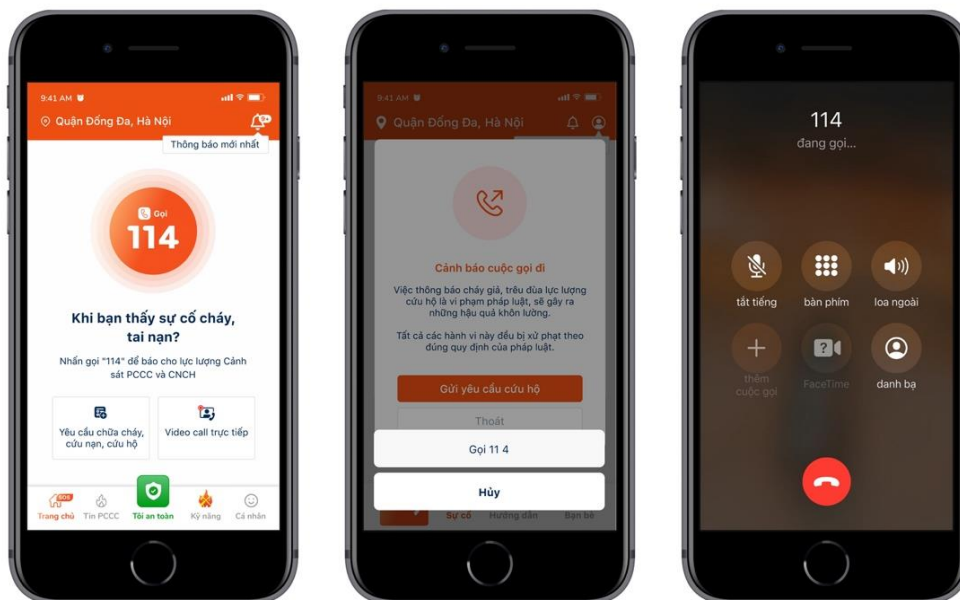 9:41 AM
Quận Đống Đa, Hà Nội
9+
Thông báo mới nhất
Gọi
114
Khi bạn thấy sự cố cháy,
tai nạn?
Nhấn gọi "114" để báo cho lực lượng Cảnh
sát PCCC và CNCH
Yêu cầu chữa cháy,
cứu nạn, cứu hộ
Video call trực tiếp
SOS
Trang chủ
Tin PCCC
Tôi an toàn
Kỹ năng
Cá nhân
9:41 AM
Quận Đống Đa, Hà Nội
Cảnh báo cuộc gọi đi
Việc thông báo cháy giả, trêu đùa lực lượng
cứu hộ là vi phạm pháp luật, sẽ gây ra
những hậu quả khôn lường.
Tất cả các hành vi này đều bị xử phạt theo
đúng quy định của pháp luật.
Gửi yêu cầu cứu hộ
Thoát
Gọi 11 4
Hủy
Sự cố
Hướng dẫn
Bạn bè
114
đang gọi...
tắt tiếng
bàn phím
loa ngoài
thêm
cuộc gọi
FaceTime
danh bạ